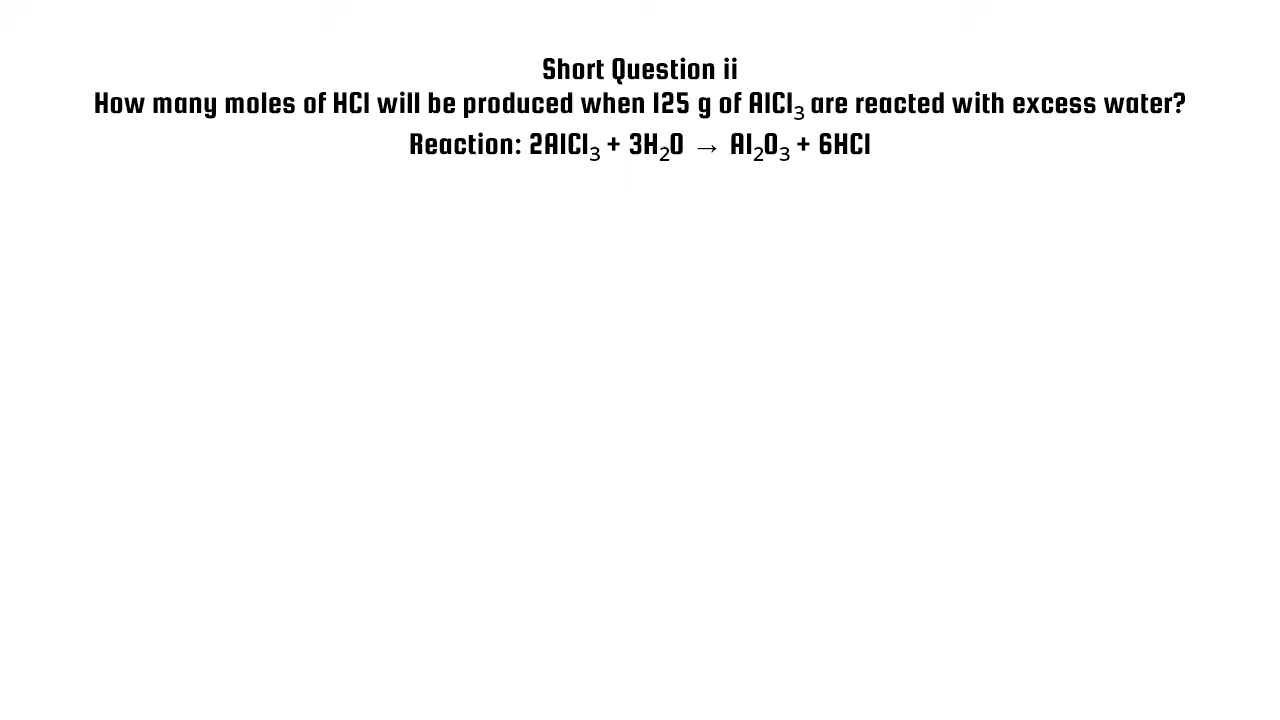 Short Question ii
How many moles of HCl will be produced when 125 g of AlCl₃ are reacted with excess water?
Reaction: 2AlCl₃ + 3H₂O → Al₂O₃ + 6HCl